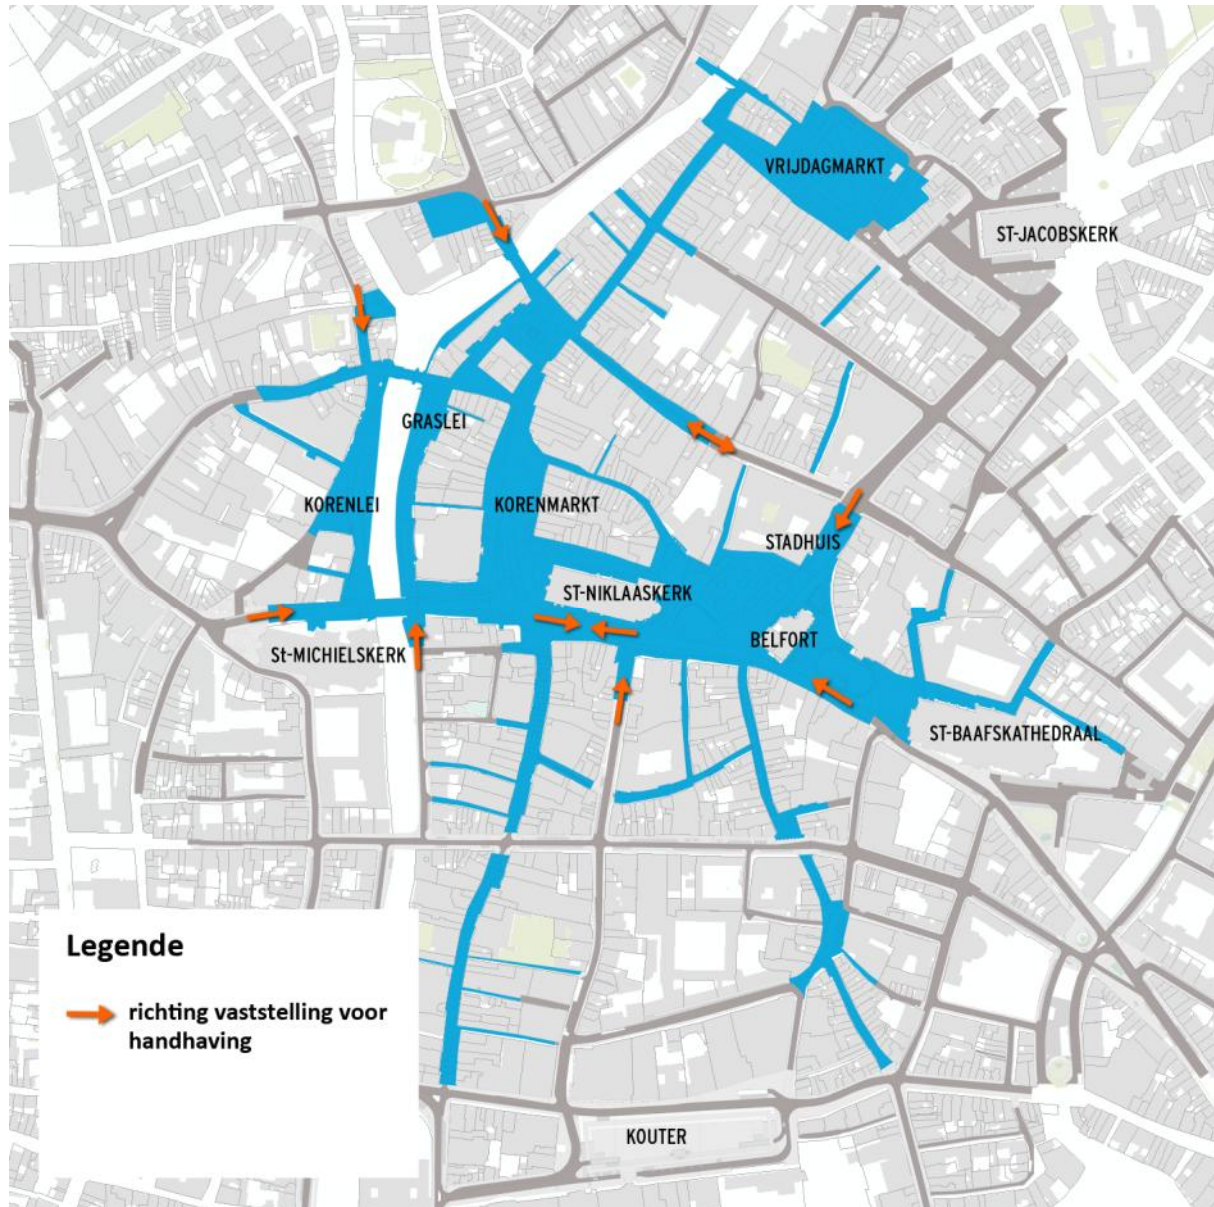 VRIJDAGMARKT
ST-JACOBSKERK
GRASLEI
KORENLEI
KORENMARKT
STADHUIS
ST-NIKLAASKERK
BELFORT
St-MICHIELSKERK
ST-BAAFSKATHEDRAAL
Legende
richting vaststelling voor
handhaving
KOUTER